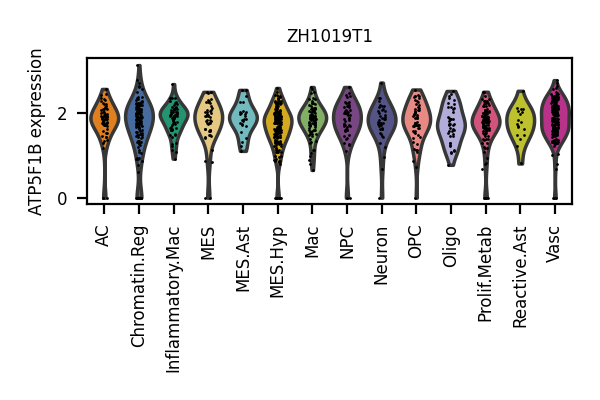 ZH1019T1
ATP5F1B expression
2
0
AC
Chromatin.Reg
Inflammatory.Mac
MES
MES.Ast
MES.Hyp
Mac
NPC
Neuron
OPC
Oligo
Prolif.Metab
Reactive.Ast
Vasc